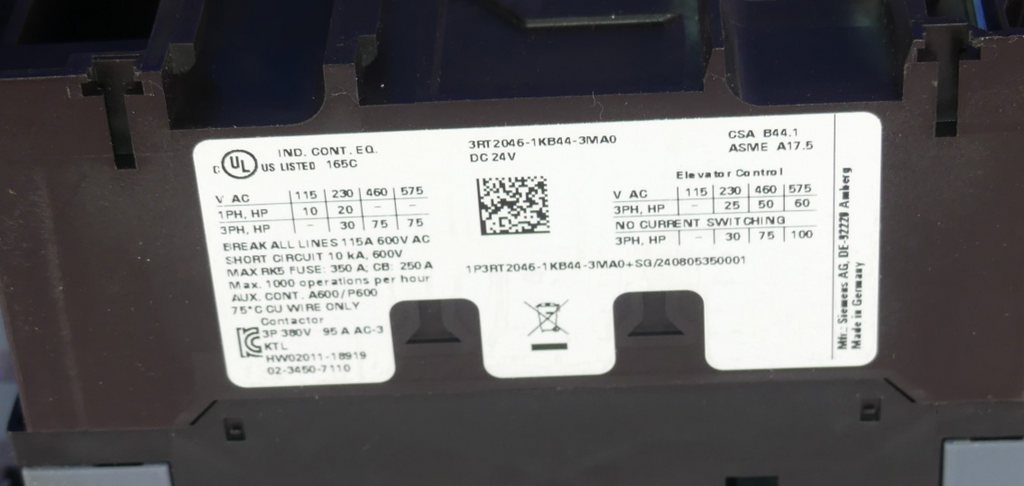 C UL US LISTED
IND. CONT. EQ.
165C
V AC | 115 | 230 | 460 | 575
1PH, HP | 10 | 20 | – | –
3PH, HP | – | 30 | 75 | 75
BREAK ALL LINES 115A 600V AC
SHORT CIRCUIT 10 kA, 600V
MAX RK5 FUSE: 350 A; CB: 250 A
Max. 1000 operations per hour
AUX. CONT. A600/P600
75°C CU WIRE ONLY
Contactor
3P 380V 95 A AC-3
KTL
HW02011-18919
02-3450-7110
3RT2046-1KB44-3MA0
DC 24V
1P3RT2046-1KB44-3MA0+SG/240805350001
CSA B44.1
ASME A17.5
Elevator Control
V AC | 115 | 230 | 460 | 575
3PH, HP | – | 25 | 50 | 60
NO CURRENT SWITCHING
3PH, HP | – | 30 | 75 | 100
Mfr.: Siemens AG, DE-92220 Amberg
Made in Germany